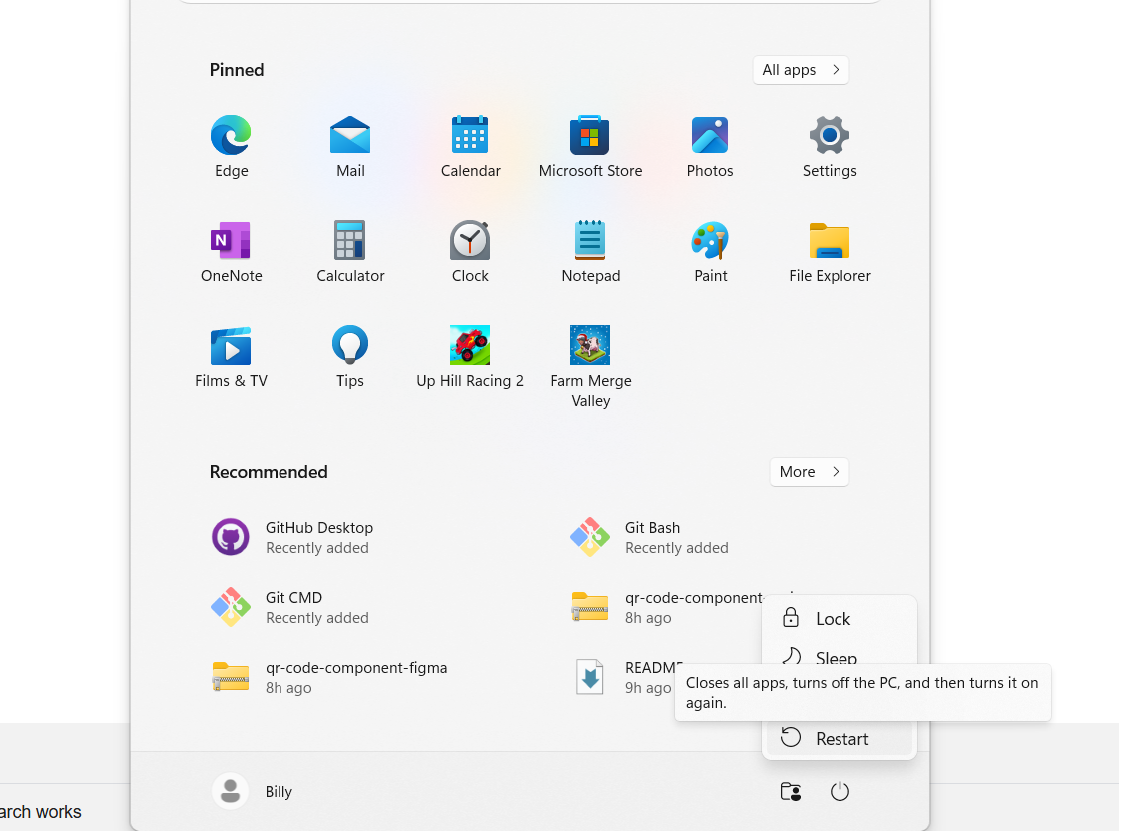 Pinned
All apps
Edge
Mail
Calendar
Microsoft Store
Photos
Settings
OneNote
Calculator
Clock
Notepad
Paint
File Explorer
Films & TV
Tips
Up Hill Racing 2
Farm Merge
Valley
Recommended
More
GitHub Desktop
Recently added
Git Bash
Recently added
Git CMD
Recently added
qr-code-component-
8h ago
qr-code-component-figma
8h ago
README
9h ago
Lock
Sleep
Closes all apps, turns off the PC, and then turns it on
again.
Restart
Billy
arch works